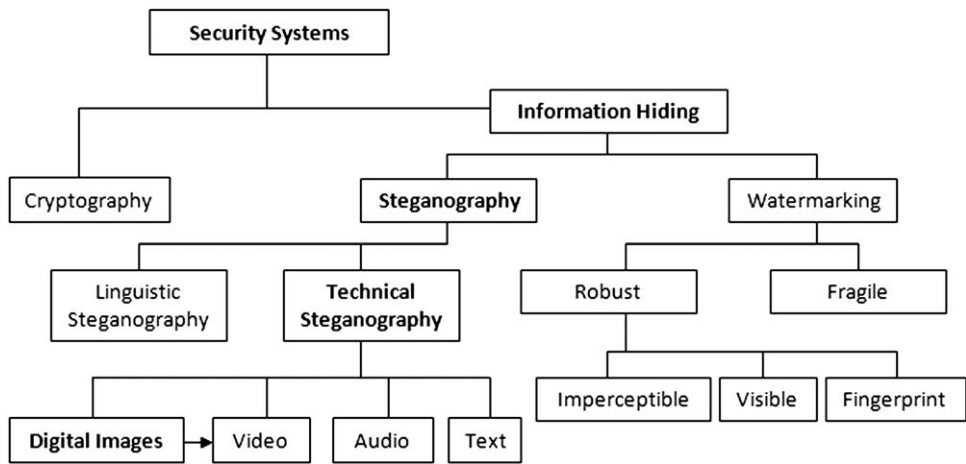 Security Systems
Information Hiding
Cryptography
Steganography
Watermarking
Linguistic
Steganography
Technical
Steganography
Robust
Fragile
Imperceptible
Visible
Fingerprint
Digital Images
Video
Audio
Text